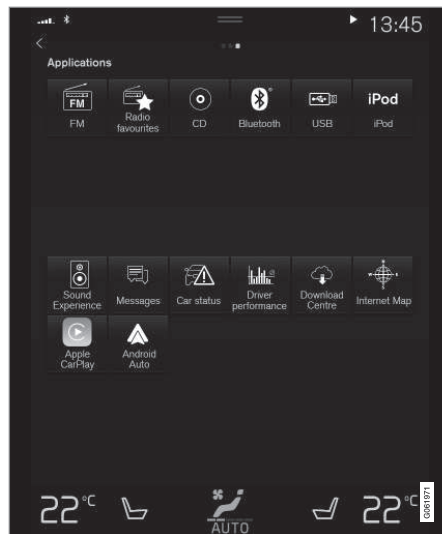 13:45
Applications
FM
FM
Radio
favourites
CD
Bluetooth
USB
iPod
iPod
Sound
Experience
Messages
Car status
Driver
performance
Download
Centre
Internet Map
Apple
CarPlay
Android
Auto
22°C
AUTO
22°C
G061971